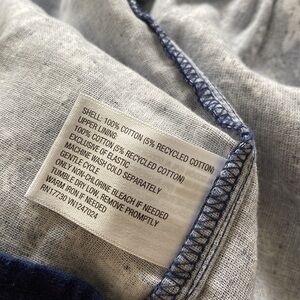 SHELL: 100% COTTON (5% RECYCLED COTTON
UPPER LINING
100% COTTON (5% RECYCLED COTTON)
EXCLUSIVE OF ELASTIC
MACHINE WASH COLD SEPARATELY
GENTLE CYCLE
ONLY NON-CHLORINE BLEACH IF NEEDED
TUMBLE DRY LOW, REMOVE PROMPTLY
WARM IRON IF NEEDED
RN17730 VN1247024